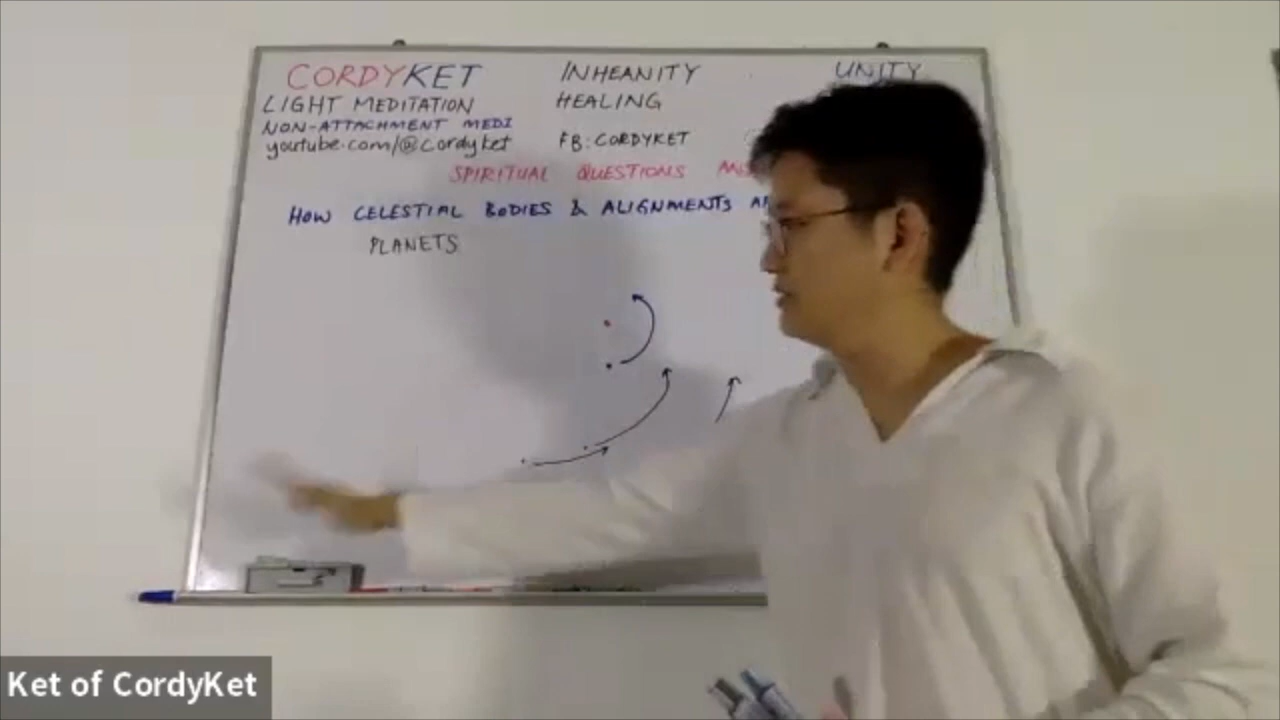 CORDYKET INHEANITY UNITY
LIGHT MEDITATION HEALING
NON-ATTACHMENT MEDI
youtube.com/@cordyket FB:CORDYKET
SPIRITUAL QUESTIONS
HOW CELESTIAL BODIES & ALIGNMENTS
PLANETS
Ket of CordyKet